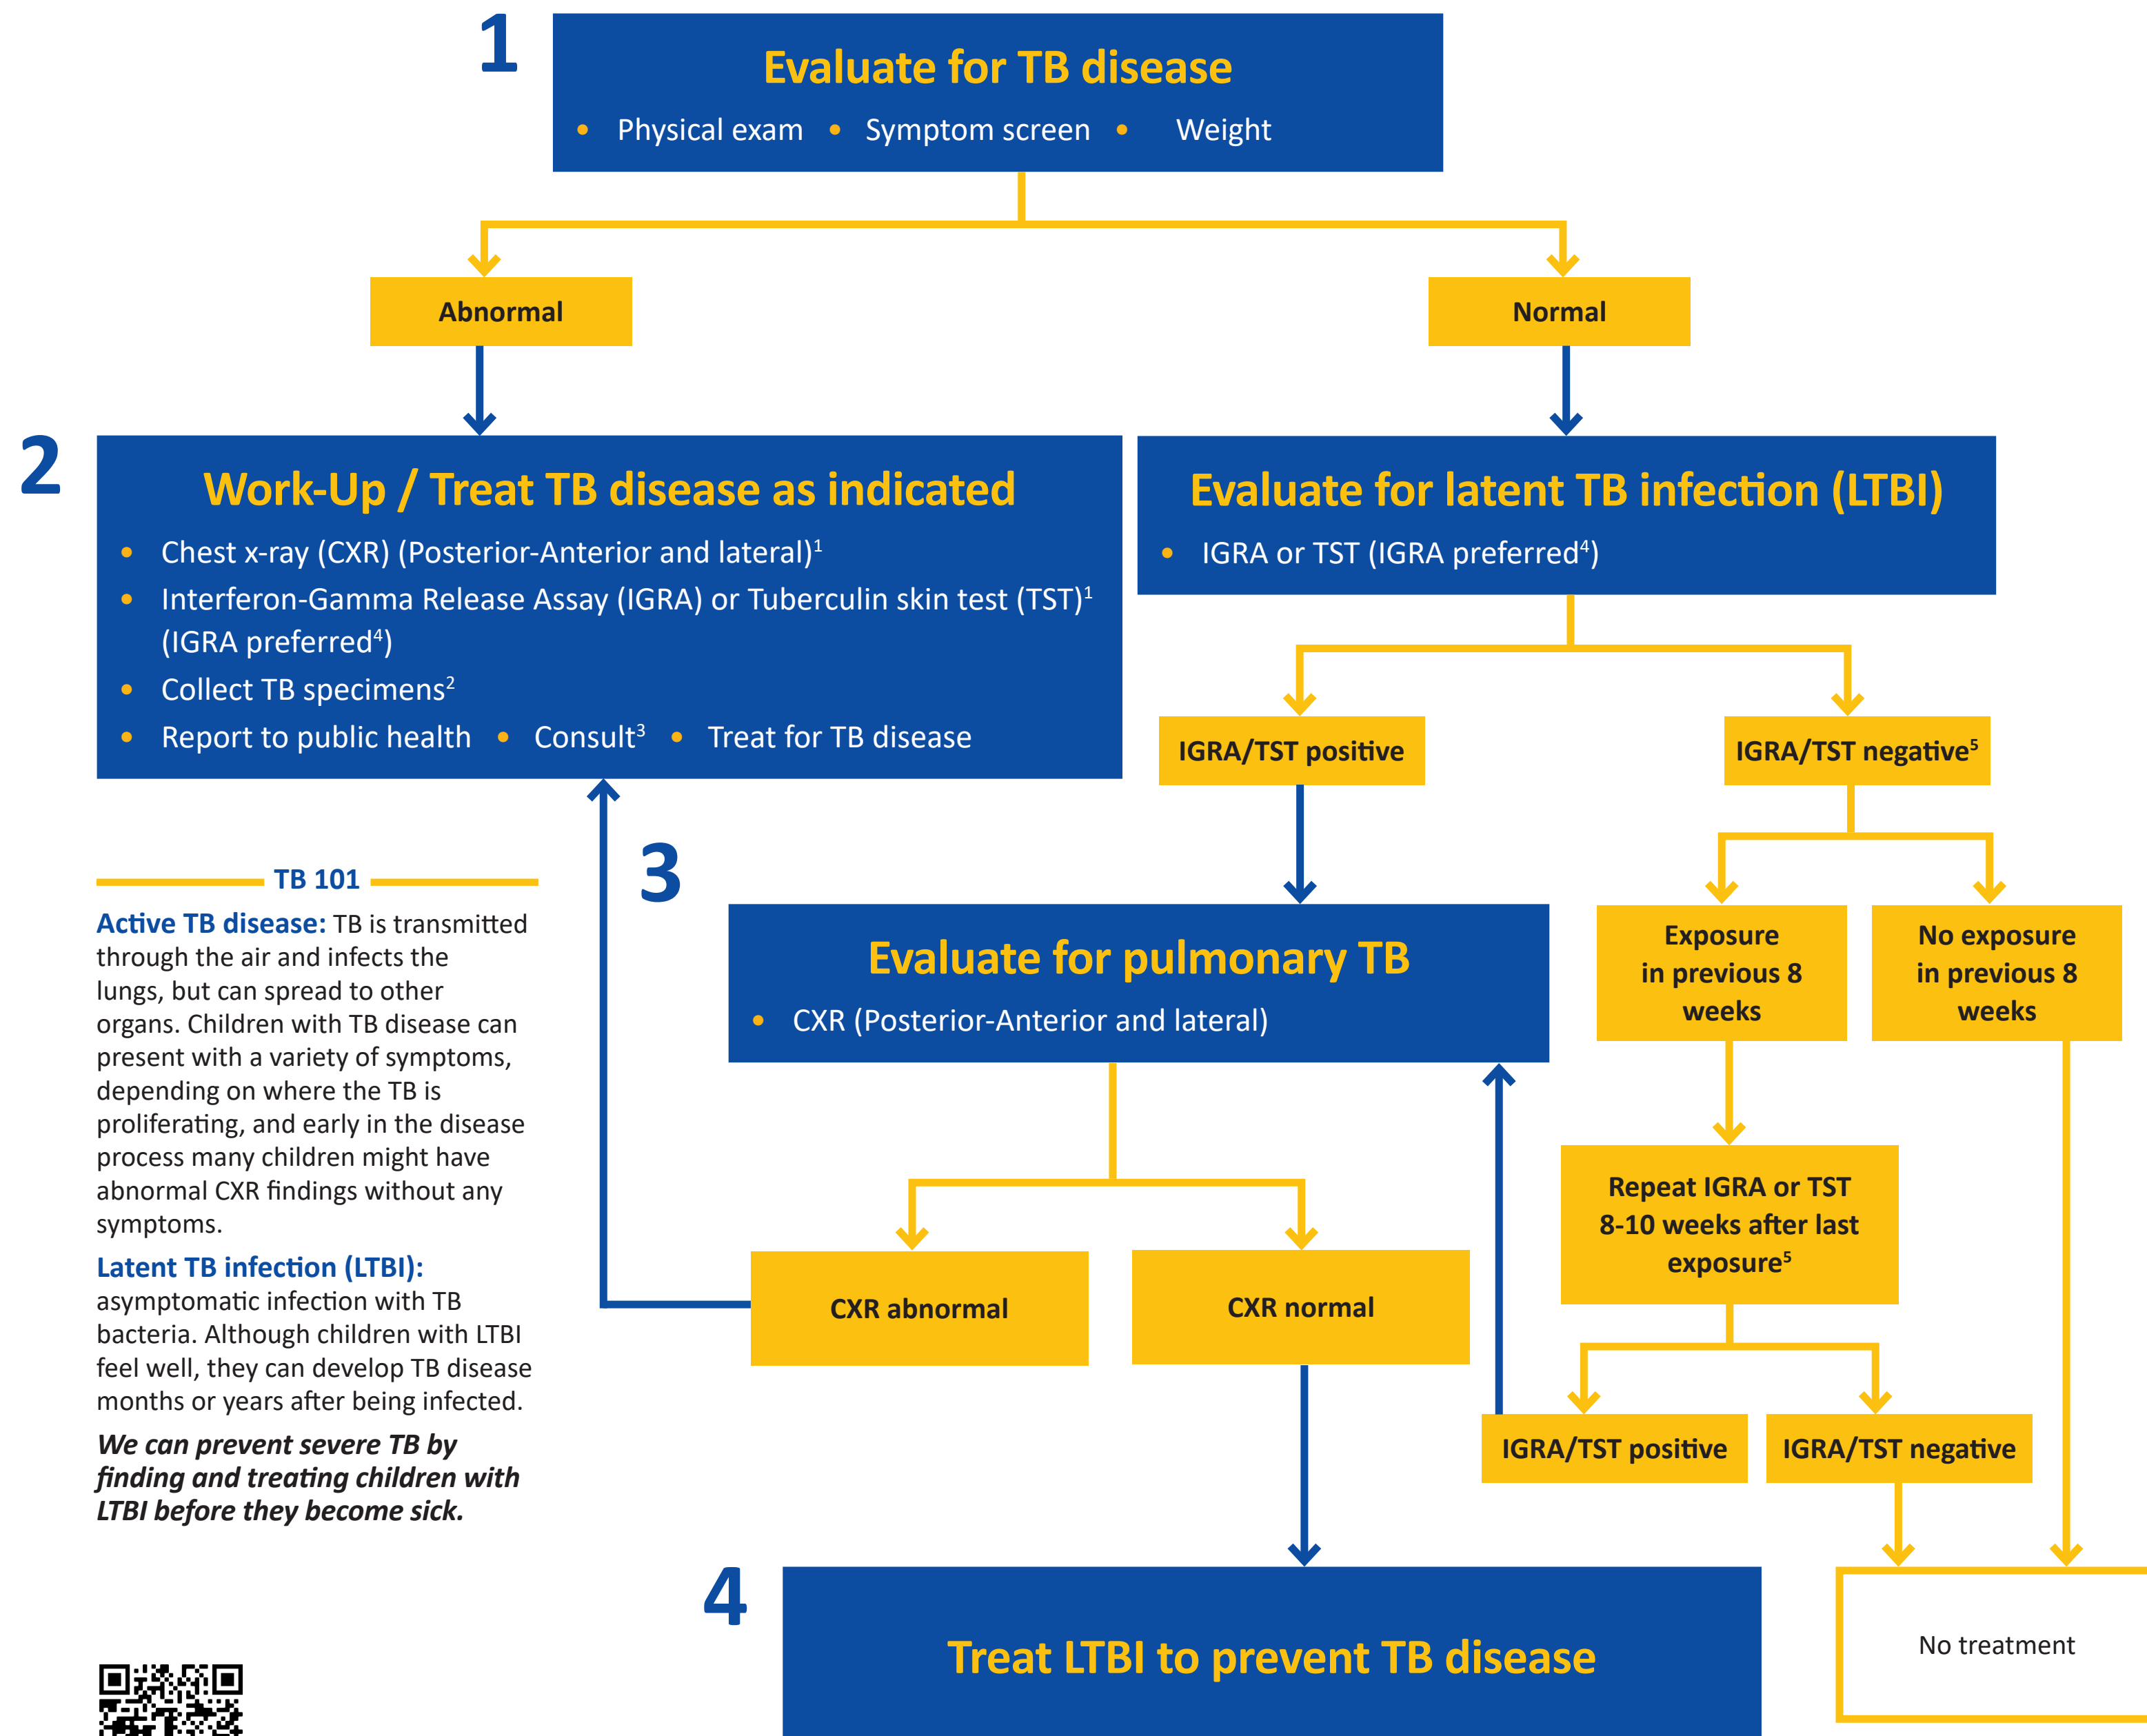 1
Evaluate for TB disease
• Physical exam • Symptom screen • Weight
Abnormal
Normal
2
Work-Up / Treat TB disease as indicated
• Chest x-ray (CXR) (Posterior-Anterior and lateral)¹
• Interferon-Gamma Release Assay (IGRA) or Tuberculin skin test (TST)¹
(IGRA preferred⁴)
• Collect TB specimens²
• Report to public health • Consult³ • Treat for TB disease
Evaluate for latent TB infection (LTBI)
• IGRA or TST (IGRA preferred⁴)
IGRA/TST positive
IGRA/TST negative⁵
TB 101
Active TB disease: TB is transmitted
through the air and infects the
lungs, but can spread to other
organs. Children with TB disease can
present with a variety of symptoms,
depending on where the TB is
proliferating, and early in the disease
process many children might have
abnormal CXR findings without any
symptoms.
Latent TB infection (LTBI):
asymptomatic infection with TB
bacteria. Although children with LTBI
feel well, they can develop TB disease
months or years after being infected.
We can prevent severe TB by
finding and treating children with
LTBI before they become sick.
3
Evaluate for pulmonary TB
• CXR (Posterior-Anterior and lateral)
Exposure
in previous 8
weeks
No exposure
in previous 8
weeks
Repeat IGRA or TST
8-10 weeks after last
exposure⁵
CXR abnormal
CXR normal
IGRA/TST positive
IGRA/TST negative
4
Treat LTBI to prevent TB disease
No treatment